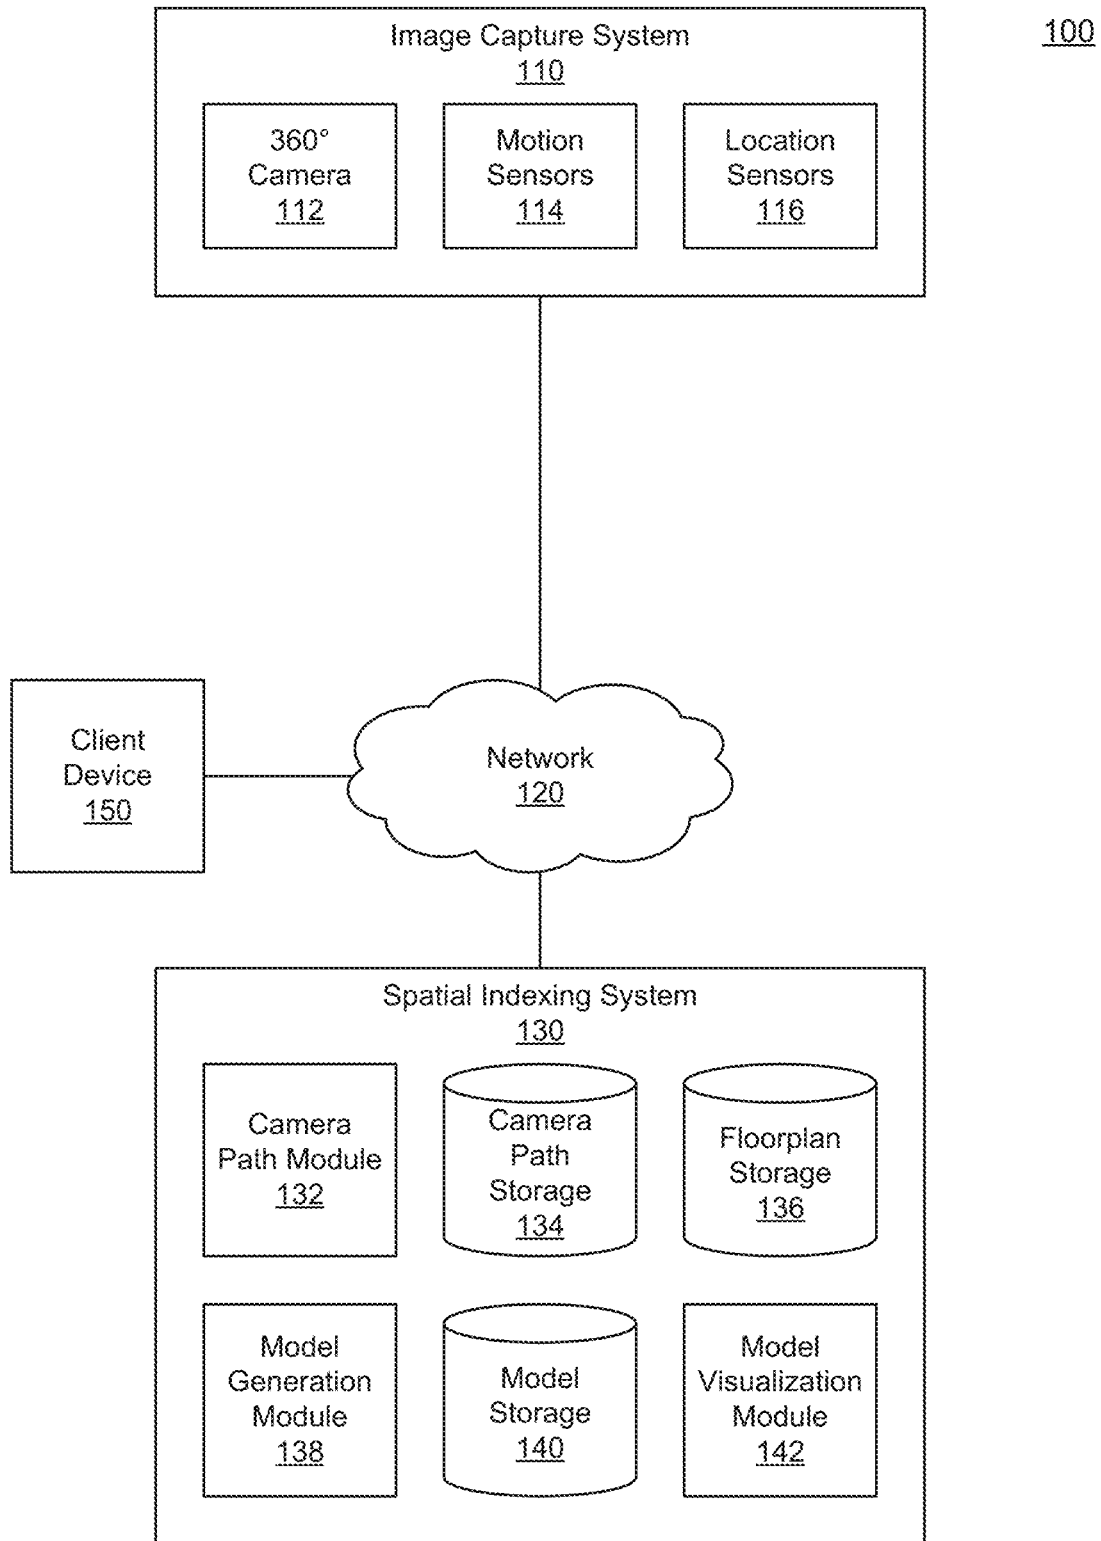 100
Image Capture System
110
360°
Camera
112
Motion
Sensors
114
Location
Sensors
116
Client
Device
150
Network
120
Spatial Indexing System
130
Camera
Path Module
132
Camera
Path
Storage
134
Floorplan
Storage
136
Model
Generation
Module
138
Model
Storage
140
Model
Visualization
Module
142